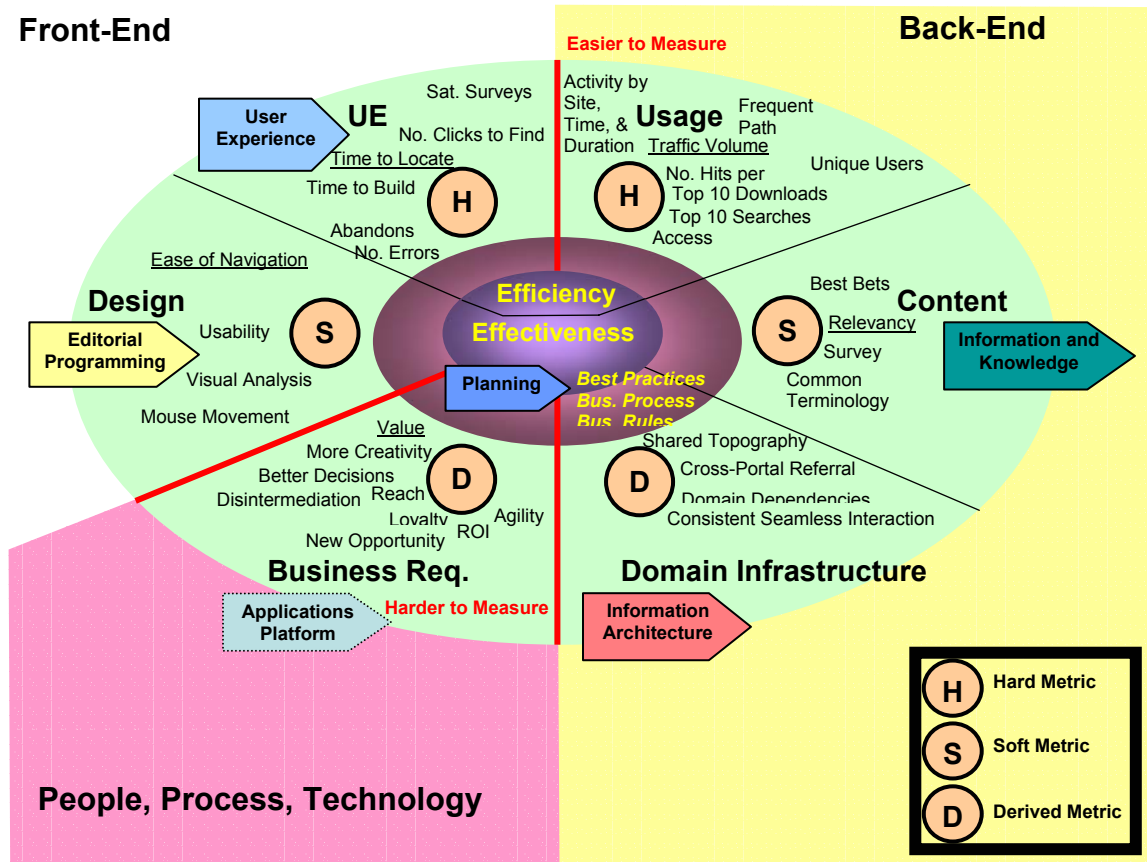 Front-End
Back-End
Easier to Measure
User
Experience
UE
Sat. Surveys
No. Clicks to Find
Time to Locate
Time to Build
H
Abandons
No. Errors
Activity by
Site,
Time, &
Duration
Usage
Frequent
Path
Traffic Volume
Unique Users
H
No. Hits per
Top 10 Downloads
Top 10 Searches
Access
Ease of Navigation
Design
S
Editorial
Programming
Usability
Visual Analysis
Mouse Movement
Efficiency
Effectiveness
Planning
Best Practices
Bus. Process
Bus. Rules
Best Bets
Content
S
Relevancy
Survey
Information and
Knowledge
Common
Terminology
Value
More Creativity
D
Better Decisions
Disintermediation
Reach
Loyalty
ROI
Agility
New Opportunity
Business Req.
Harder to Measure
Applications
Platform
Shared Topography
D
Cross-Portal Referral
Domain Dependencies
Consistent Seamless Interaction
Domain Infrastructure
Information
Architecture
People, Process, Technology
H Hard Metric
S Soft Metric
D Derived Metric